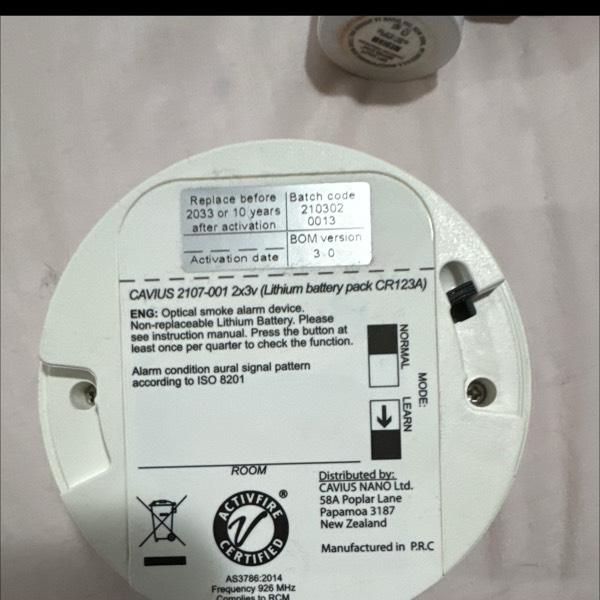 Replace before
2033 or 10 years
after activation
Activation date
Batch code
210302
0013
BOM version
3.0
CAVIUS 2107-001 2x3v (Lithium battery pack CR123A)
ENG: Optical smoke alarm device.
Non-replaceable Lithium Battery. Please
see instruction manual. Press the button at
least once per quarter to check the function.
Alarm condition aural signal pattern
according to ISO 8201
NORMAL
MODE:
LEARN
ROOM
ACTIVFIRE
®
CERTIFIED
AS3786:2014
Frequency 926 MHz
Complies to RCM
Distributed by:
CAVIUS NANO Ltd.
58A Poplar Lane
Papamoa 3187
New Zealand
Manufactured in P.R.C